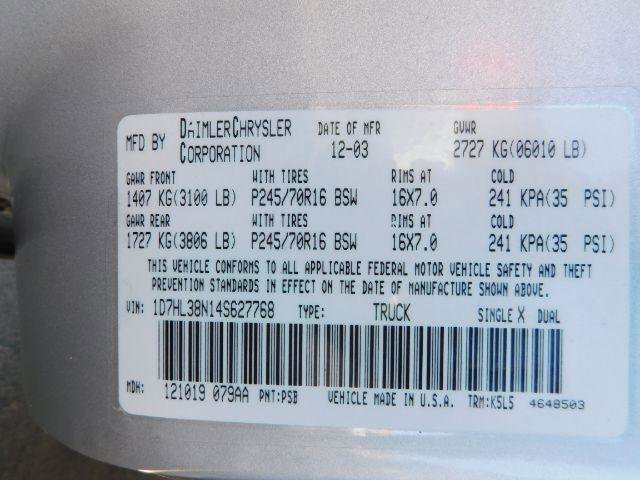 MFD BY DAIMLERCHRYSLER CORPORATION DATE OF MFR 12-03 GVWR 2727 KG(06010 LB)
GAWR FRONT WITH TIRES RIMS AT COLD
1407 KG(3100 LB) P245/70R16 BSW 16X7.0 241 KPA(35 PSI)
GAWR REAR WITH TIRES RIMS AT COLD
1727 KG(3806 LB) P245/70R16 BSW 16X7.0 241 KPA(35 PSI)
THIS VEHICLE CONFORMS TO ALL APPLICABLE FEDERAL MOTOR VEHICLE SAFETY AND THEFT
PREVENTION STANDARDS IN EFFECT ON THE DATE OF MANUFACTURE SHOWN ABOVE.
VIN: 1D7HL38N14S627768 TYPE: TRUCK SINGLE X DUAL
MDH: 121019 079AA PNT:PSB VEHICLE MADE IN U.S.A. TRM:K5L5 4648503